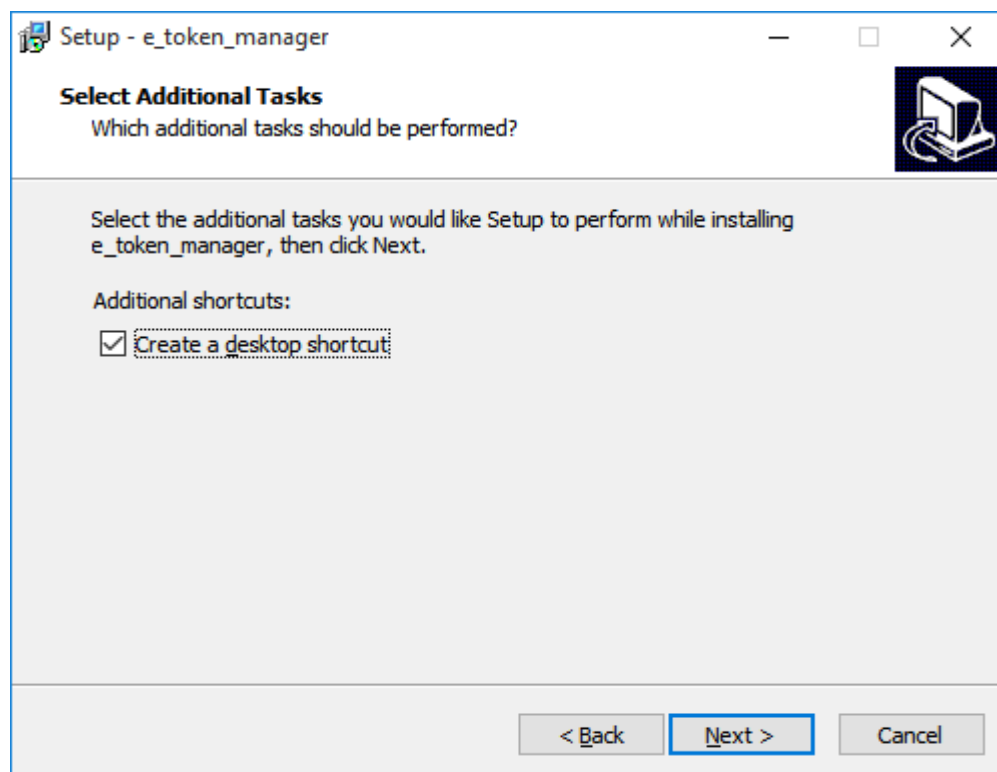 Setup - e_token_manager
Select Additional Tasks
Which additional tasks should be performed?
Select the additional tasks you would like Setup to perform while installing
e_token_manager, then click Next.
Additional shortcuts:
Create a desktop shortcut
< Back
Next >
Cancel